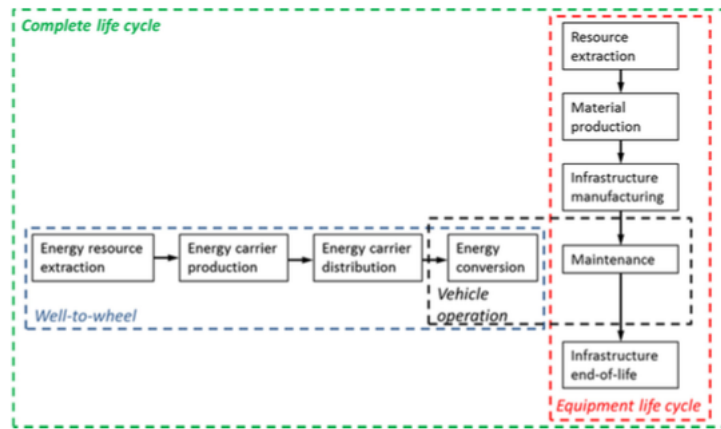 Complete life cycle
Resource
extraction
Material
production
Infrastructure
manufacturing
Energy resource
extraction
Energy carrier
production
Energy carrier
distribution
Energy
conversion
Maintenance
Well-to-wheel
Vehicle
operation
Infrastructure
end-of-life
Equipment life cycle